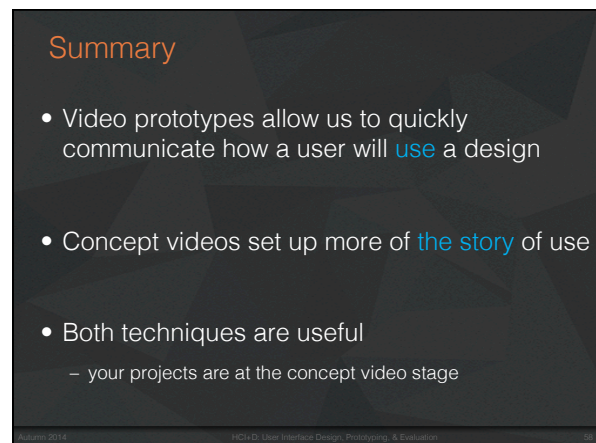 Summary
• Video prototypes allow us to quickly
communicate how a user will use a design
• Concept videos set up more of the story of use
• Both techniques are useful
– your projects are at the concept video stage
Autumn 2014 HCI+D: User Interface Design, Prototyping, & Evaluation 58